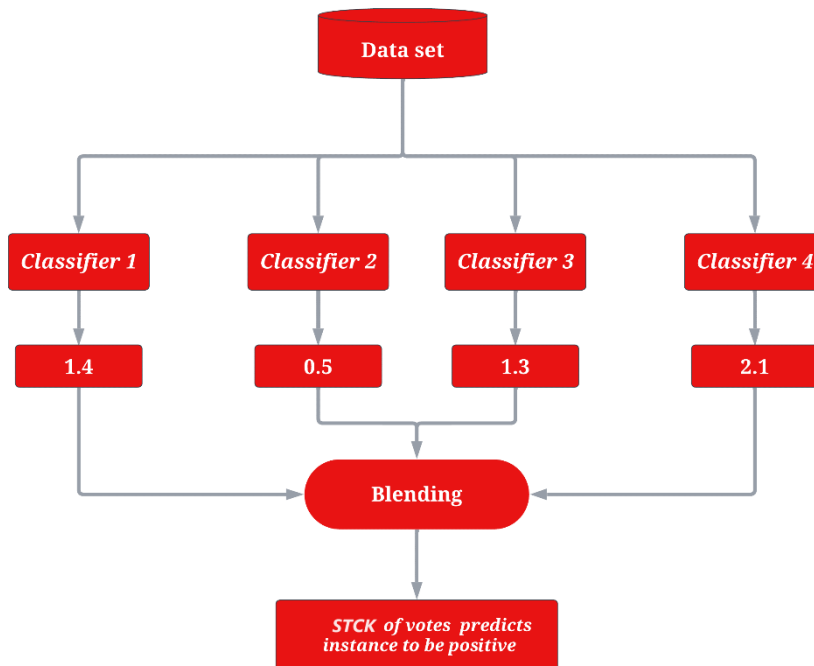 Data set
Classifier 1
Classifier 2
Classifier 3
Classifier 4
1.4
0.5
1.3
2.1
Blending
STCK of votes predicts
instance to be positive